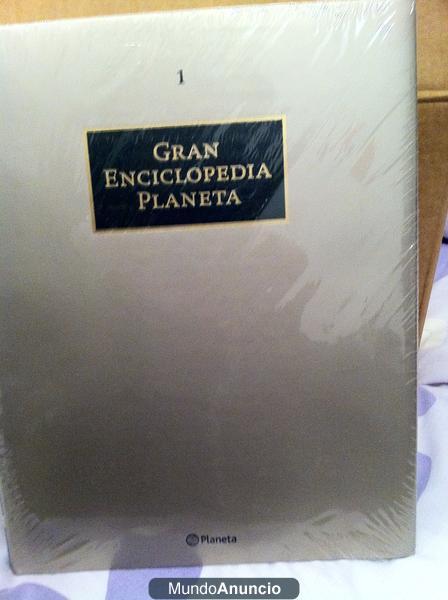 1
GRAN
ENCICLOPEDIA
PLANETA
Planeta
MundoAnuncio